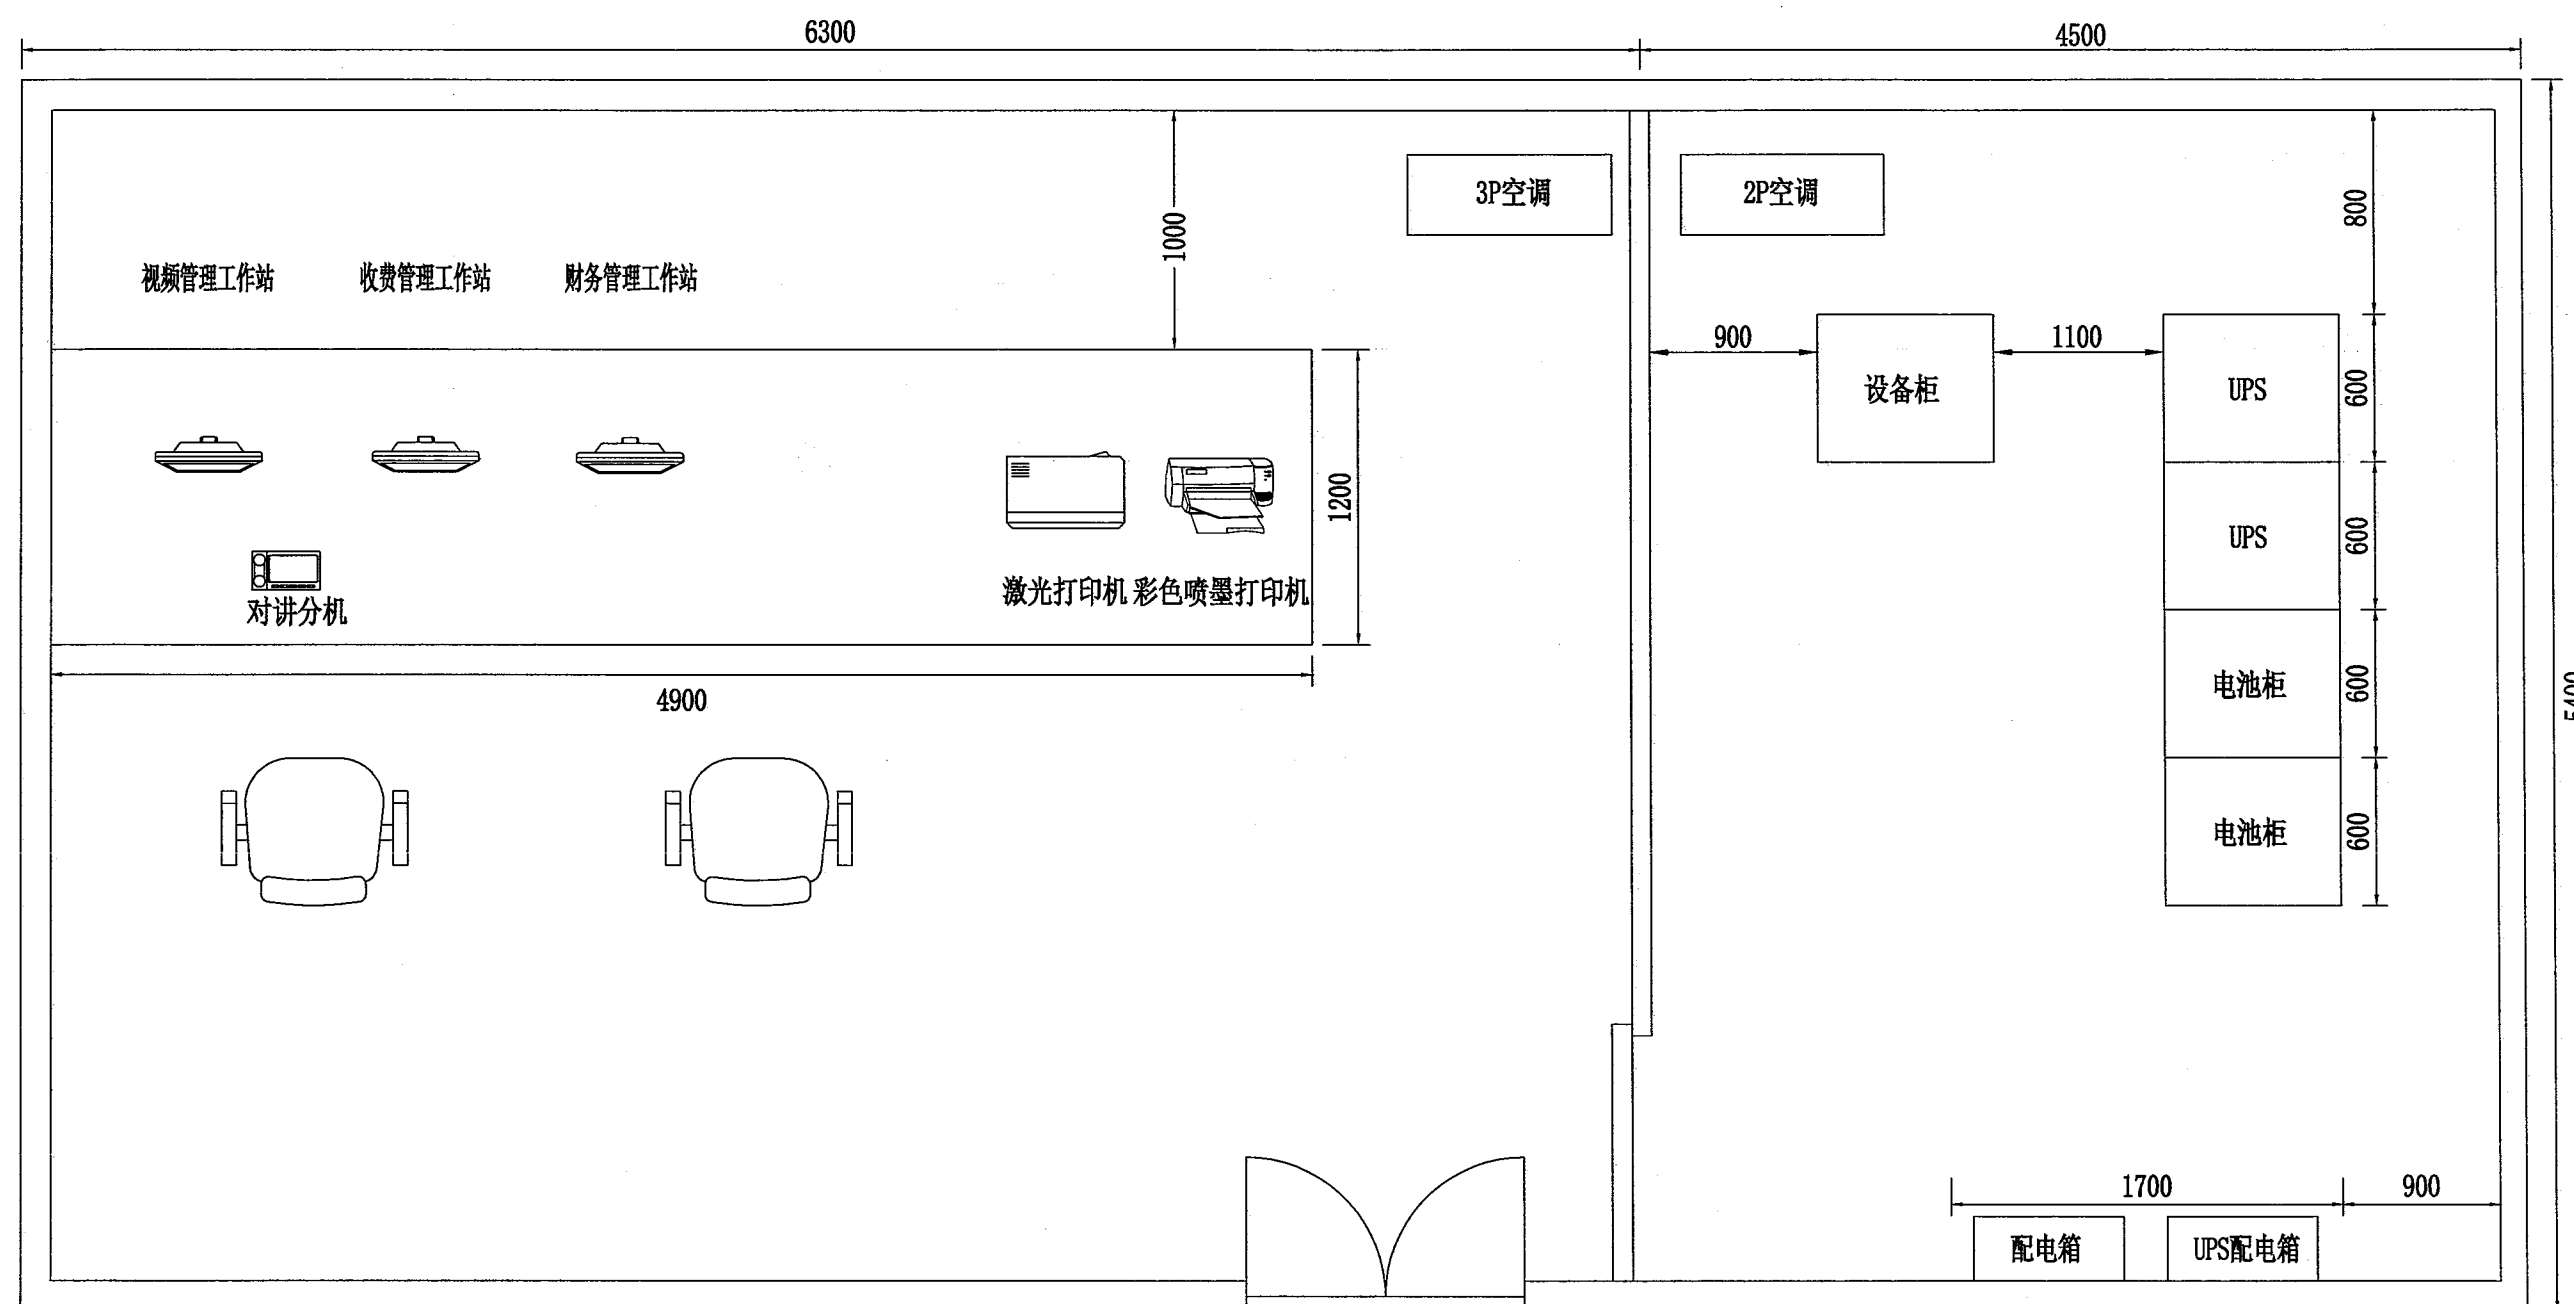 6300
4500
3P空调
2P空调
800
1000
视频管理工作站
收费管理工作站
财务管理工作站
900
1100
设备柜
UPS
600
1200
UPS
600
激光打印机
彩色喷墨打印机
对讲分机
4900
电池柜
600
5400
电池柜
600
1700
900
配电箱
UPS配电箱